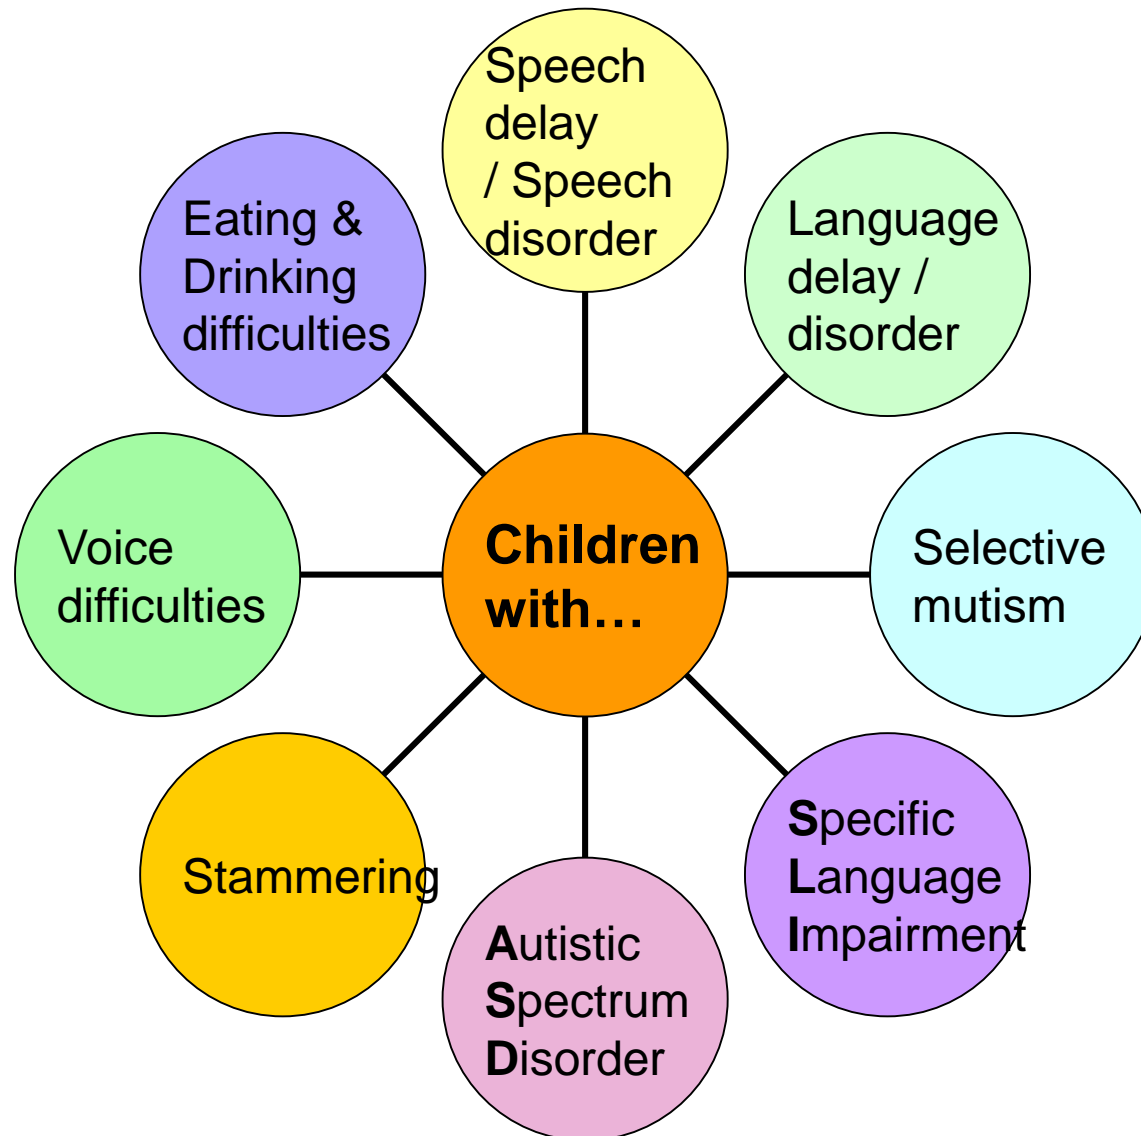 Speech
delay
/ Speech
disorder
Language
delay /
disorder
Selective
mutism
Specific
Language
Impairment
Autistic
Spectrum
Disorder
Stammering
Voice
difficulties
Eating &
Drinking
difficulties
Children
with…